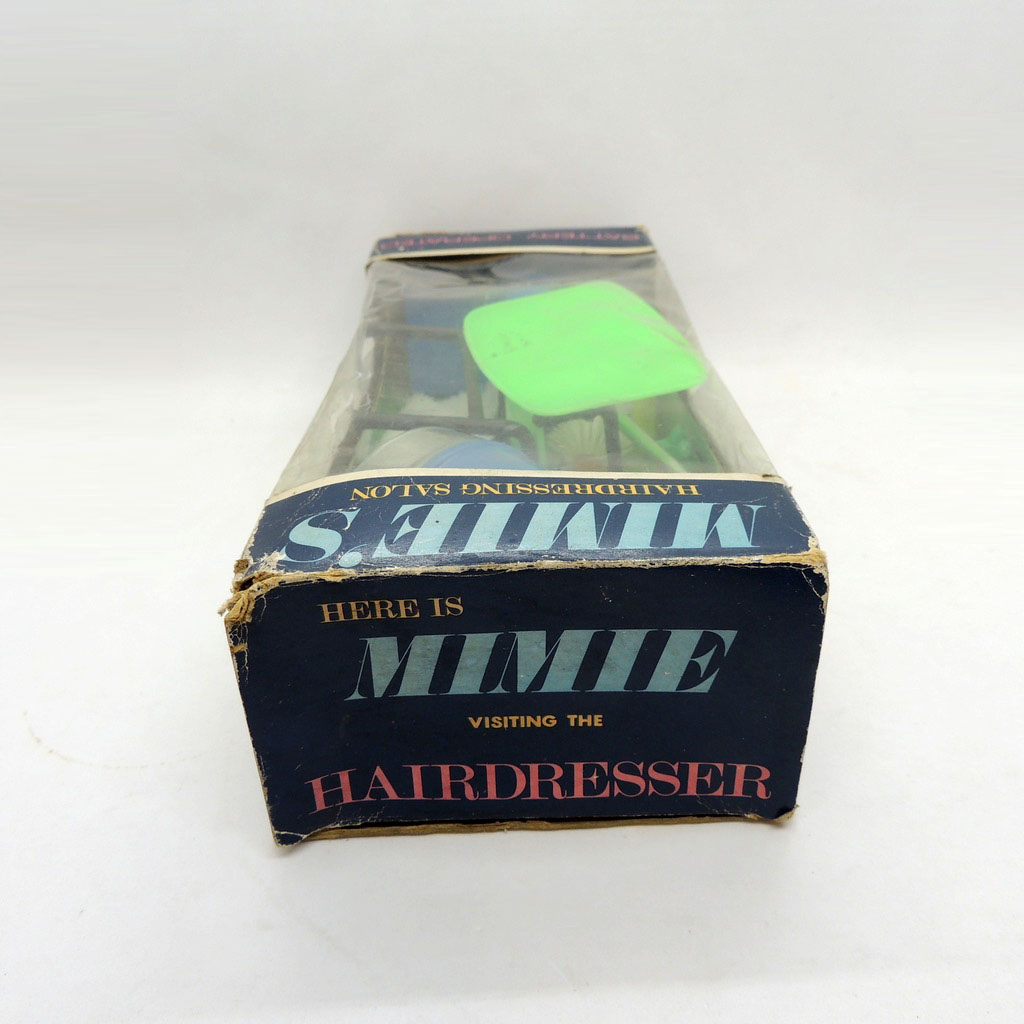 BATTERY OPERATED
HAIRDRESSING SALON
MIMIE'S
HERE IS
MIMIE
VISITING THE
HAIRDRESSER